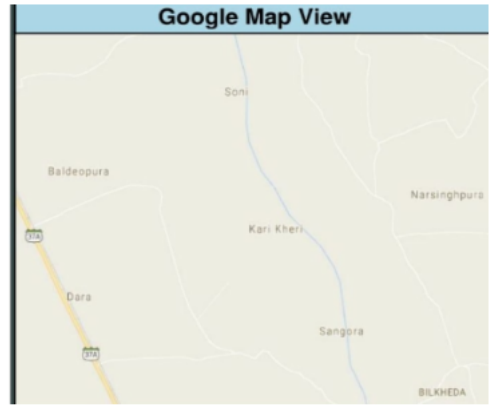 Google Map View
Soni
Baldeopura
Narsinghpura
37A
Kari Kheri
Dara
Sangora
37A
BILKHEDA